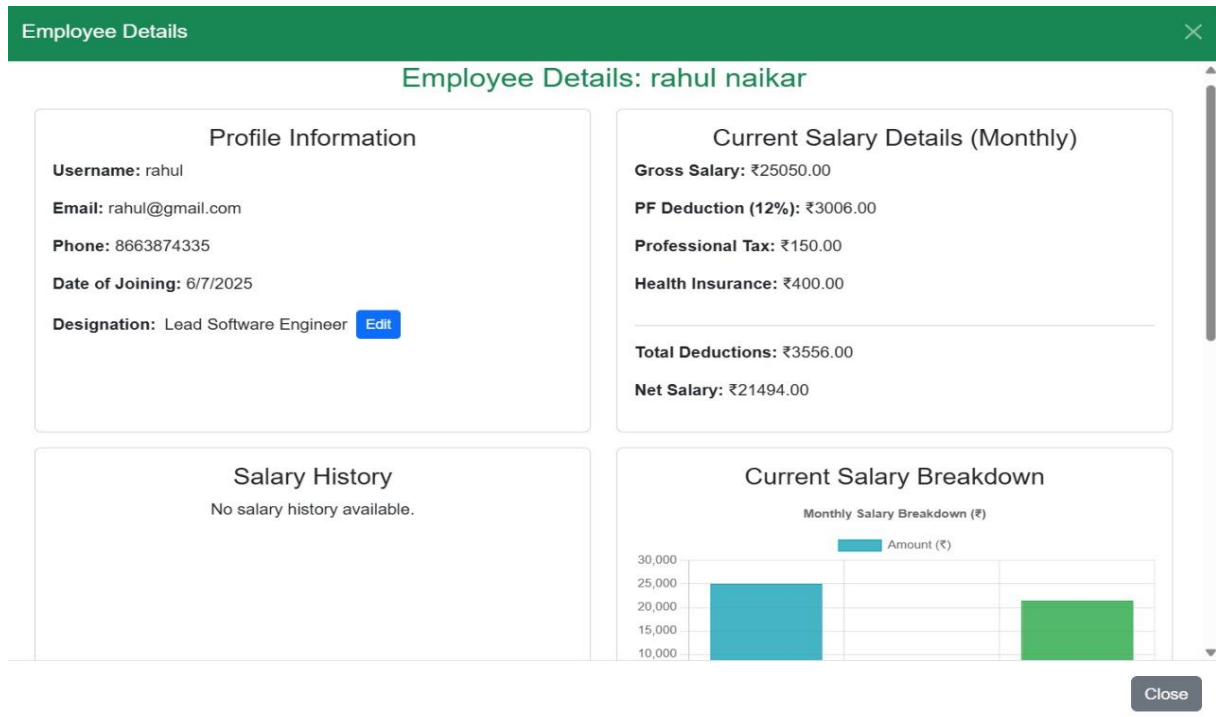 Employee Details
Employee Details: rahul naikar
Profile Information
Username: rahul
Email: rahul@gmail.com
Phone: 8663874335
Date of Joining: 6/7/2025
Designation: Lead Software Engineer Edit
Current Salary Details (Monthly)
Gross Salary: ₹25050.00
PF Deduction (12%): ₹3006.00
Professional Tax: ₹150.00
Health Insurance: ₹400.00
Total Deductions: ₹3556.00
Net Salary: ₹21494.00
Salary History
No salary history available.
Current Salary Breakdown
Monthly Salary Breakdown (₹)
Amount (₹)
30,000
25,000
20,000
15,000
10,000
Close